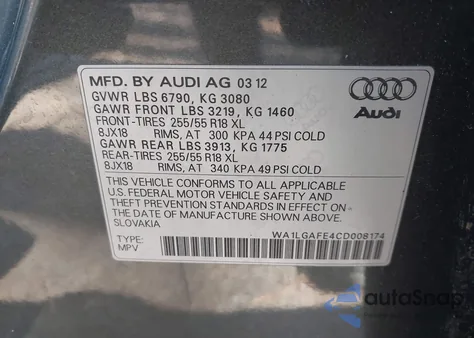 MFD. BY AUDI AG 03 12
GVWR LBS 6790, KG 3080
GAWR FRONT LBS 3219, KG 1460
FRONT-TIRES 255/55 R18 XL
8JX18 RIMS, AT 300 KPA 44 PSI COLD
GAWR REAR LBS 3913, KG 1775
REAR-TIRES 255/55 R18 XL
8JX18 RIMS, AT 340 KPA 49 PSI COLD
Audi
THIS VEHICLE CONFORMS TO ALL APPLICABLE
U.S. FEDERAL MOTOR VEHICLE SAFETY AND
THEFT PREVENTION STANDARDS IN EFFECT ON
THE DATE OF MANUFACTURE SHOWN ABOVE.
SLOVAKIA
TYPE: WA1LGAFE4CD008174
MPV
autoSnap